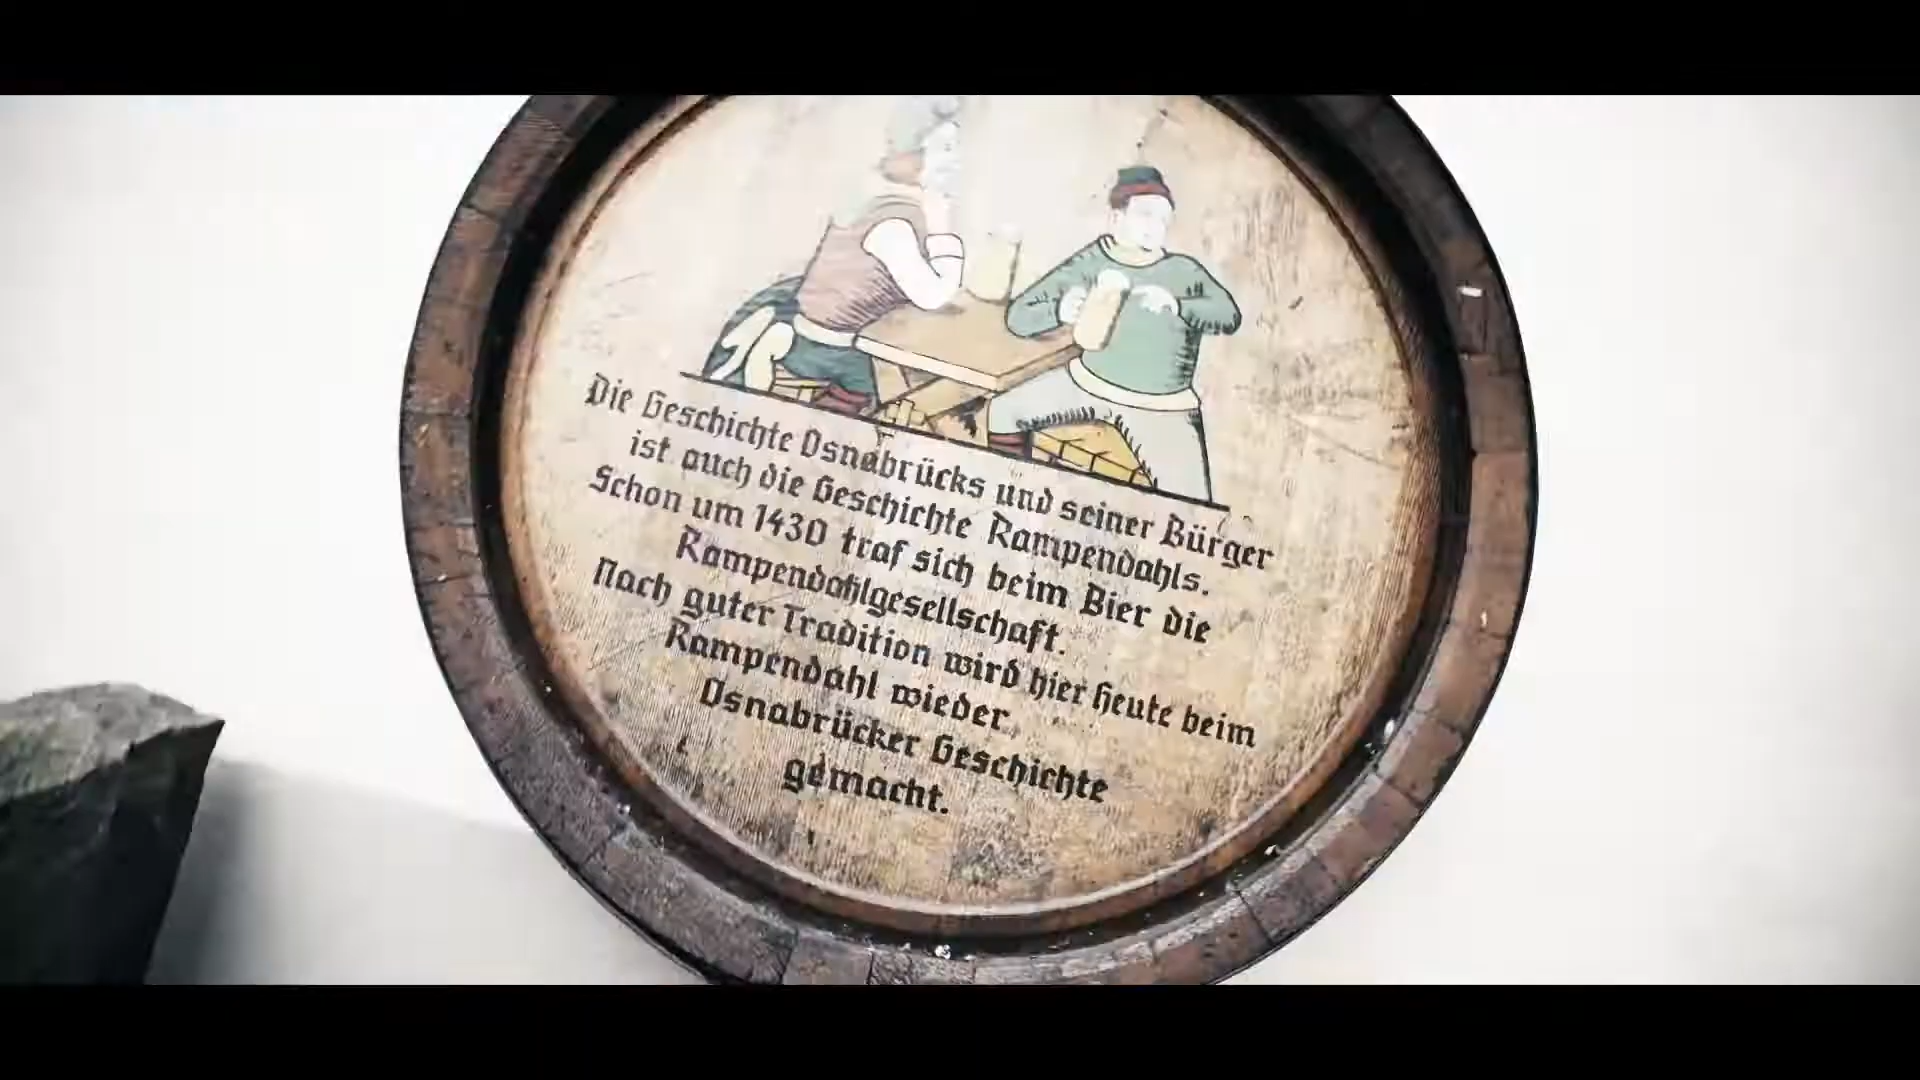 Die Geschichte Osnabrücks und seiner Bürger
ist auch die Geschichte Rampendahls.
Schon um 1430 traf sich beim Bier die
Rampendahlgesellschaft.
Nach guter Tradition wird hier heute beim
Rampendahl wieder
Osnabrücker Geschichte
gemacht.